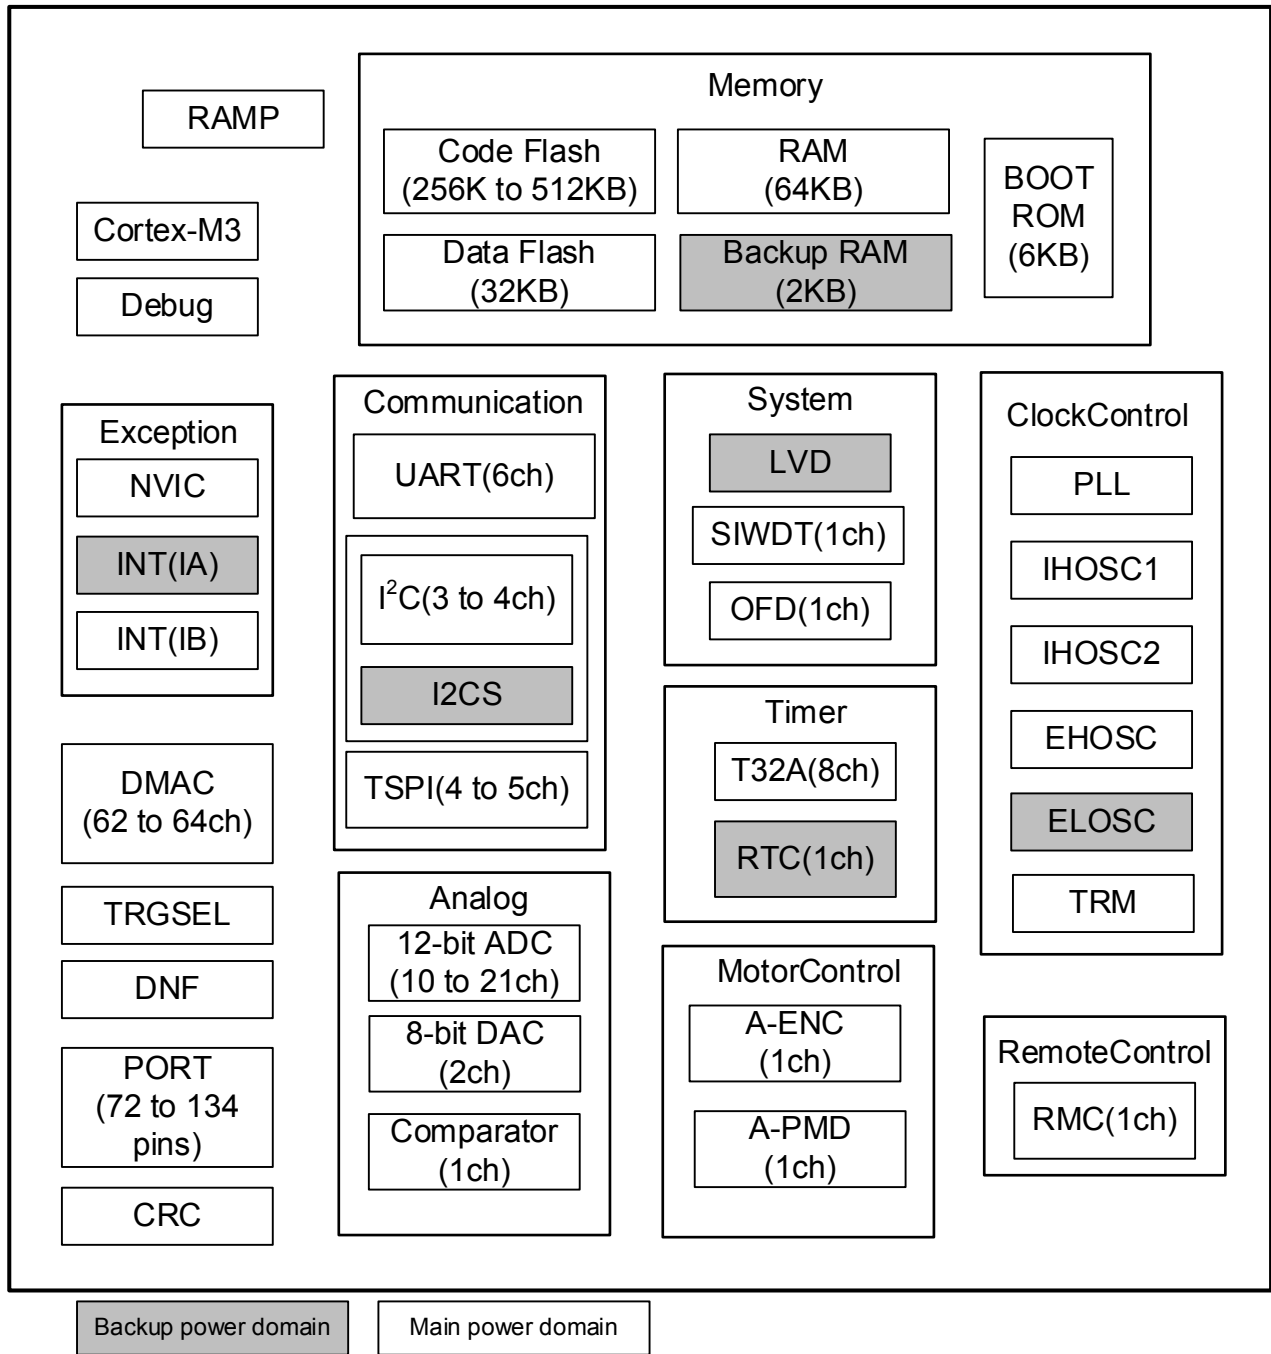 RAMP
Cortex-M3
Debug
Memory
Code Flash
(256K to 512KB)
RAM
(64KB)
Data Flash
(32KB)
Backup RAM
(2KB)
BOOT
ROM
(6KB)
Exception
NVIC
INT(IA)
INT(IB)
Communication
UART(6ch)
I²C(3 to 4ch)
I2CS
TSPI(4 to 5ch)
System
LVD
SIWDT(1ch)
OFD(1ch)
Timer
T32A(8ch)
RTC(1ch)
ClockControl
PLL
IHOSC1
IHOSC2
EHOSC
ELOSC
TRM
DMAC
(62 to 64ch)
TRGSEL
DNF
PORT
(72 to 134
pins)
CRC
Analog
12-bit ADC
(10 to 21ch)
8-bit DAC
(2ch)
Comparator
(1ch)
MotorControl
A-ENC
(1ch)
A-PMD
(1ch)
RemoteControl
RMC(1ch)
Backup power domain
Main power domain